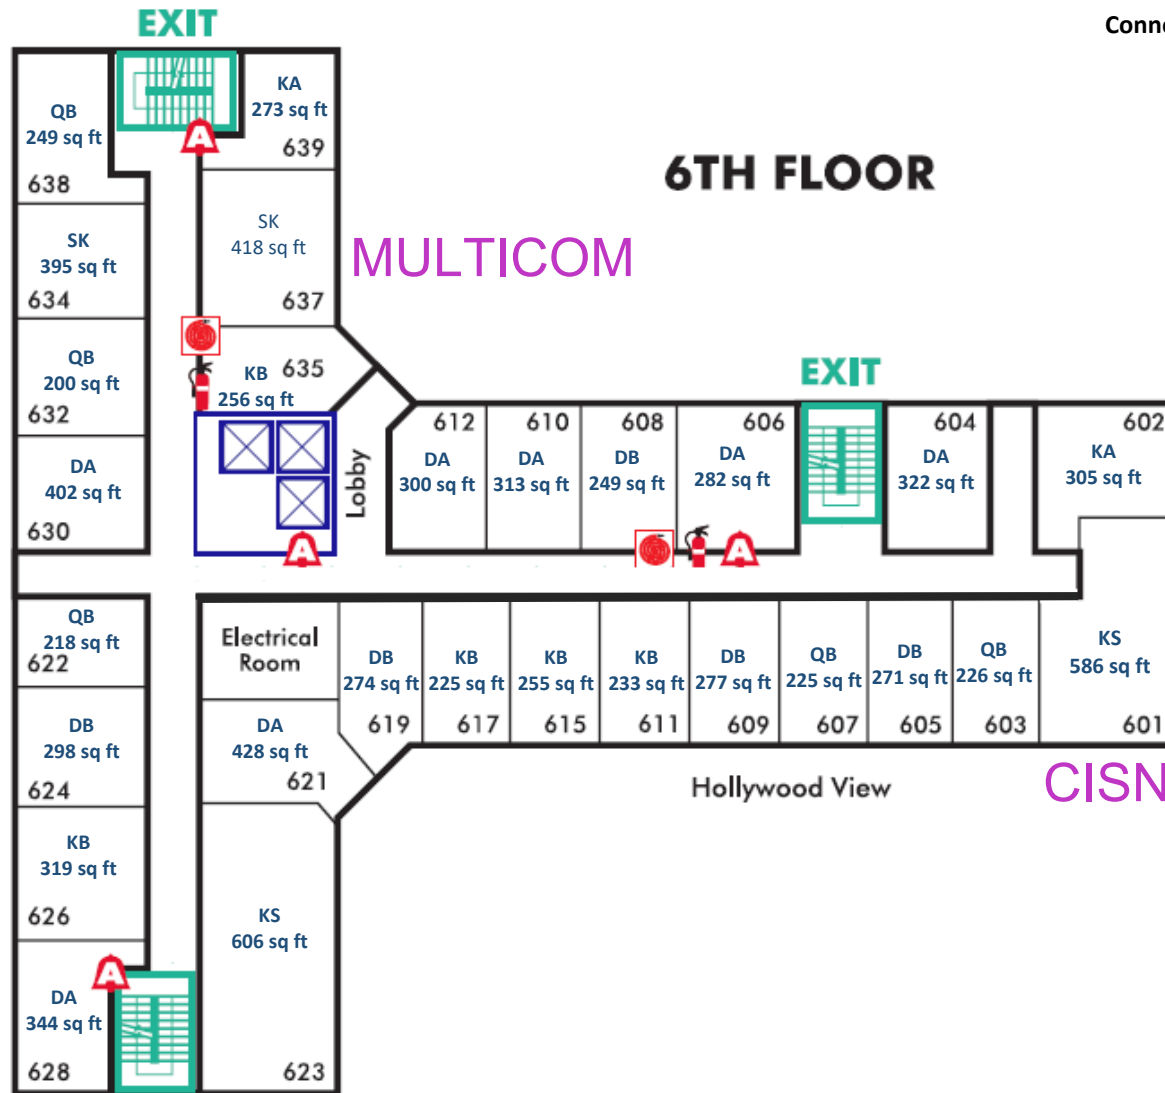 EXIT
Conne
KA
273 sq ft
639
QB
249 sq ft
638
A
6TH FLOOR
SK
418 sq ft
637
MULTICOM
SK
395 sq ft
634
QB
200 sq ft
632
KB 635
256 sq ft
EXIT
DA
402 sq ft
630
Lobby
A
612
DA
300 sq ft
610
DA
313 sq ft
608
DB
249 sq ft
606
DA
282 sq ft
A
604
DA
322 sq ft
602
KA
305 sq ft
QB
218 sq ft
622
Electrical
Room
DB
274 sq ft
619
KB
225 sq ft
617
KB
255 sq ft
615
KB
233 sq ft
611
DB
277 sq ft
609
QB
225 sq ft
607
DB
271 sq ft
605
QB
226 sq ft
603
KS
586 sq ft
601
DB
298 sq ft
624
DA
428 sq ft
621
Hollywood View
CISN
KB
319 sq ft
626
KS
606 sq ft
623
A
DA
344 sq ft
628